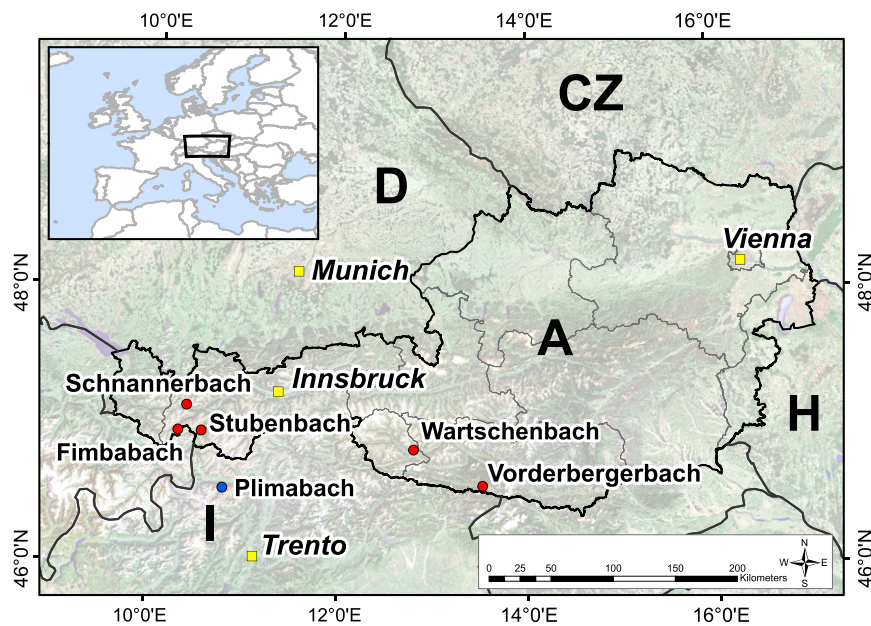 10°0'E 12°0'E 14°0'E 16°0'E
CZ
D
Vienna
Munich
48°0'N 48°0'N
A
Innsbruck
Schnannerbach
H
Stubenbach
Wartschenbach
Fimbabach
Vorderbergerbach
Plimabach
I
Trento
N
W E
S
0 25 50 100 150 200
Kilometers
46°0'N 46°0'N
10°0'E 12°0'E 14°0'E 16°0'E